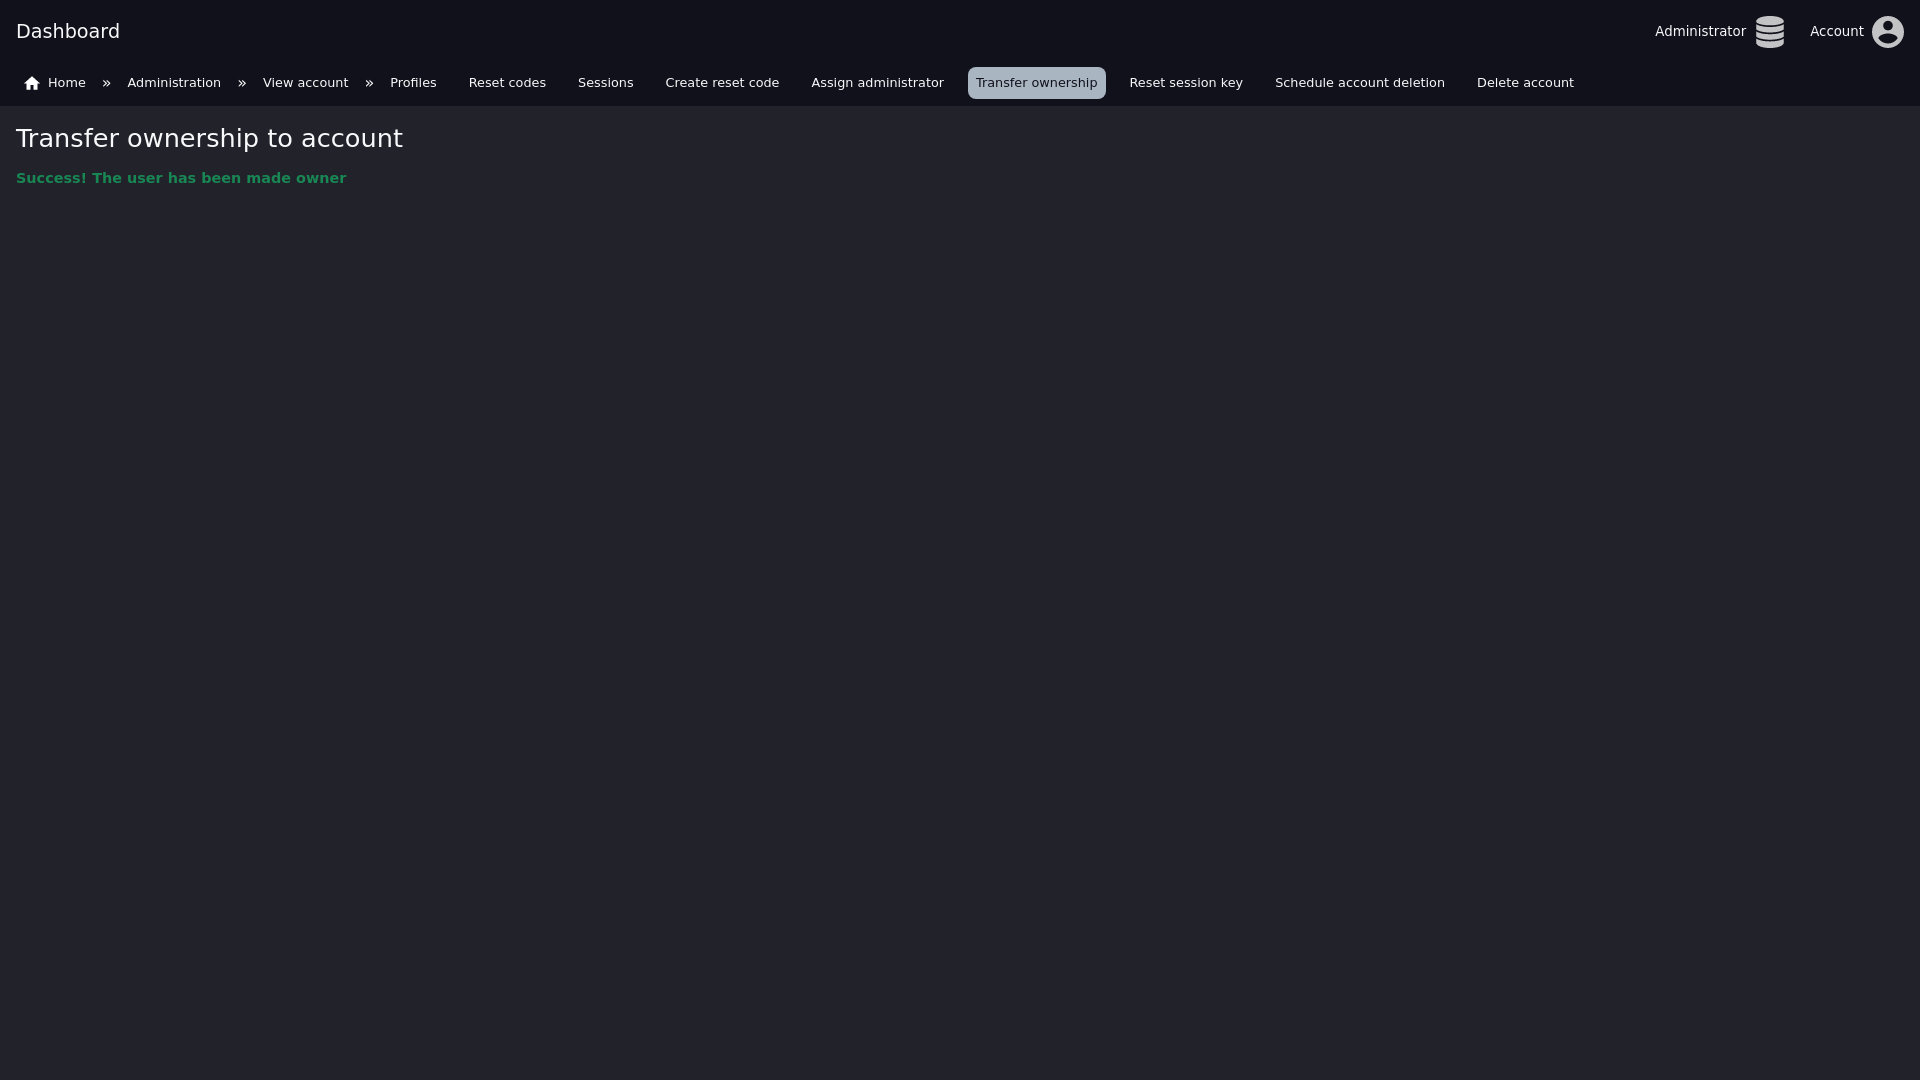 Dashboard
Administrator
Account
Home » Administration » View account » Profiles Reset codes Sessions Create reset code Assign administrator Transfer ownership Reset session key Schedule account deletion Delete account
Transfer ownership to account
Success! The user has been made owner